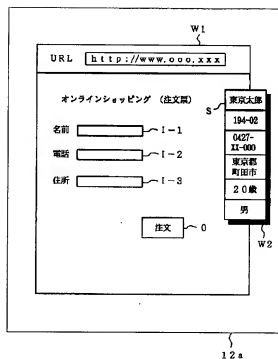 W1
URL http://www.ooo.xxx
オンラインショッピング (注文票)
S
東京太郎
194-02
0427-
XX-000
東京都
町田市
20歳
男
W2
名前 I-1
電話 I-2
住所 I-3
注文 O
12a